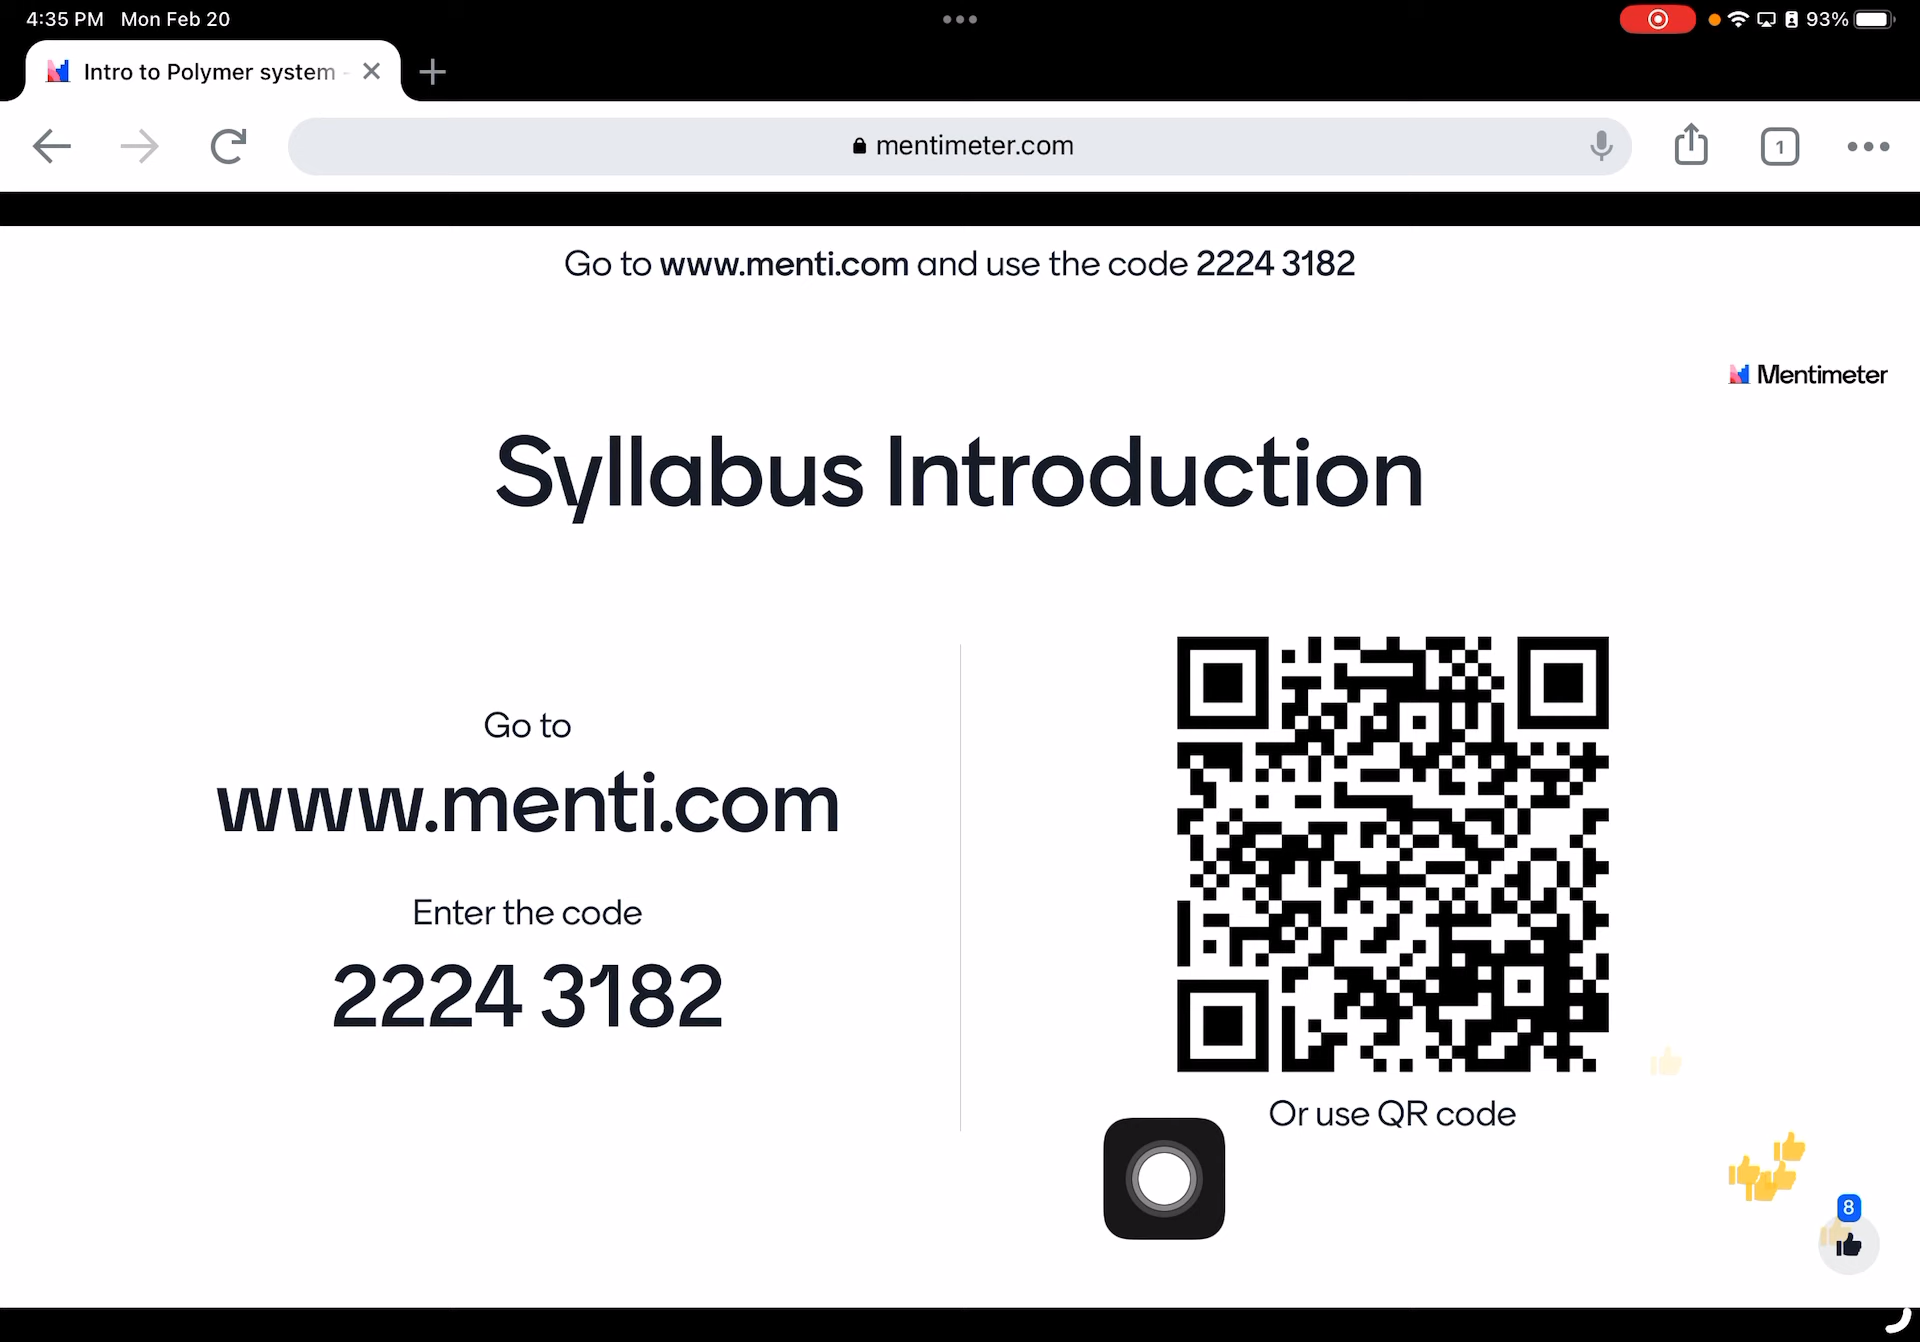 4:35 PM Mon Feb 20
93%
Intro to Polymer system -
mentimeter.com
1
Go to www.menti.com and use the code 2224 3182
Mentimeter
Syllabus Introduction
Go to
www.menti.com
Enter the code
2224 3182
Or use QR code
8